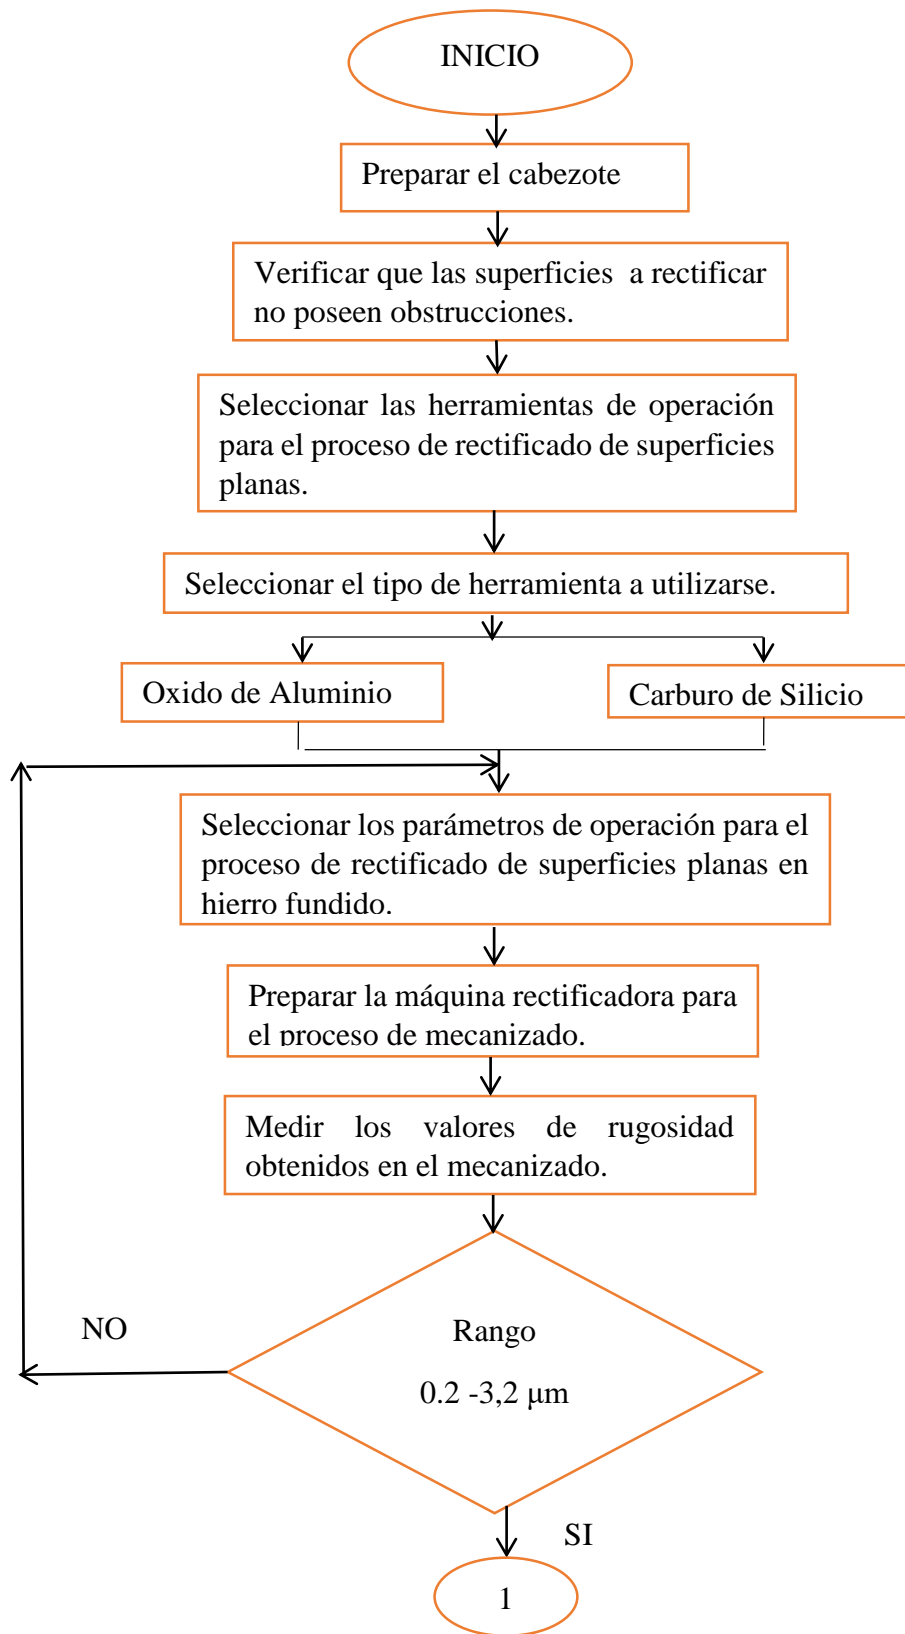 INICIO
Preparar el cabezote
Verificar que las superficies a rectificar
no poseen obstrucciones.
Seleccionar las herramientas de operación
para el proceso de rectificado de superficies
planas.
Seleccionar el tipo de herramienta a utilizarse.
Oxido de Aluminio
Carburo de Silicio
Seleccionar los parámetros de operación para el
proceso de rectificado de superficies planas en
hierro fundido.
Preparar la máquina rectificadora para
el proceso de mecanizado.
Medir los valores de rugosidad
obtenidos en el mecanizado.
NO
Rango
0.2 -3,2 μm
SI
1